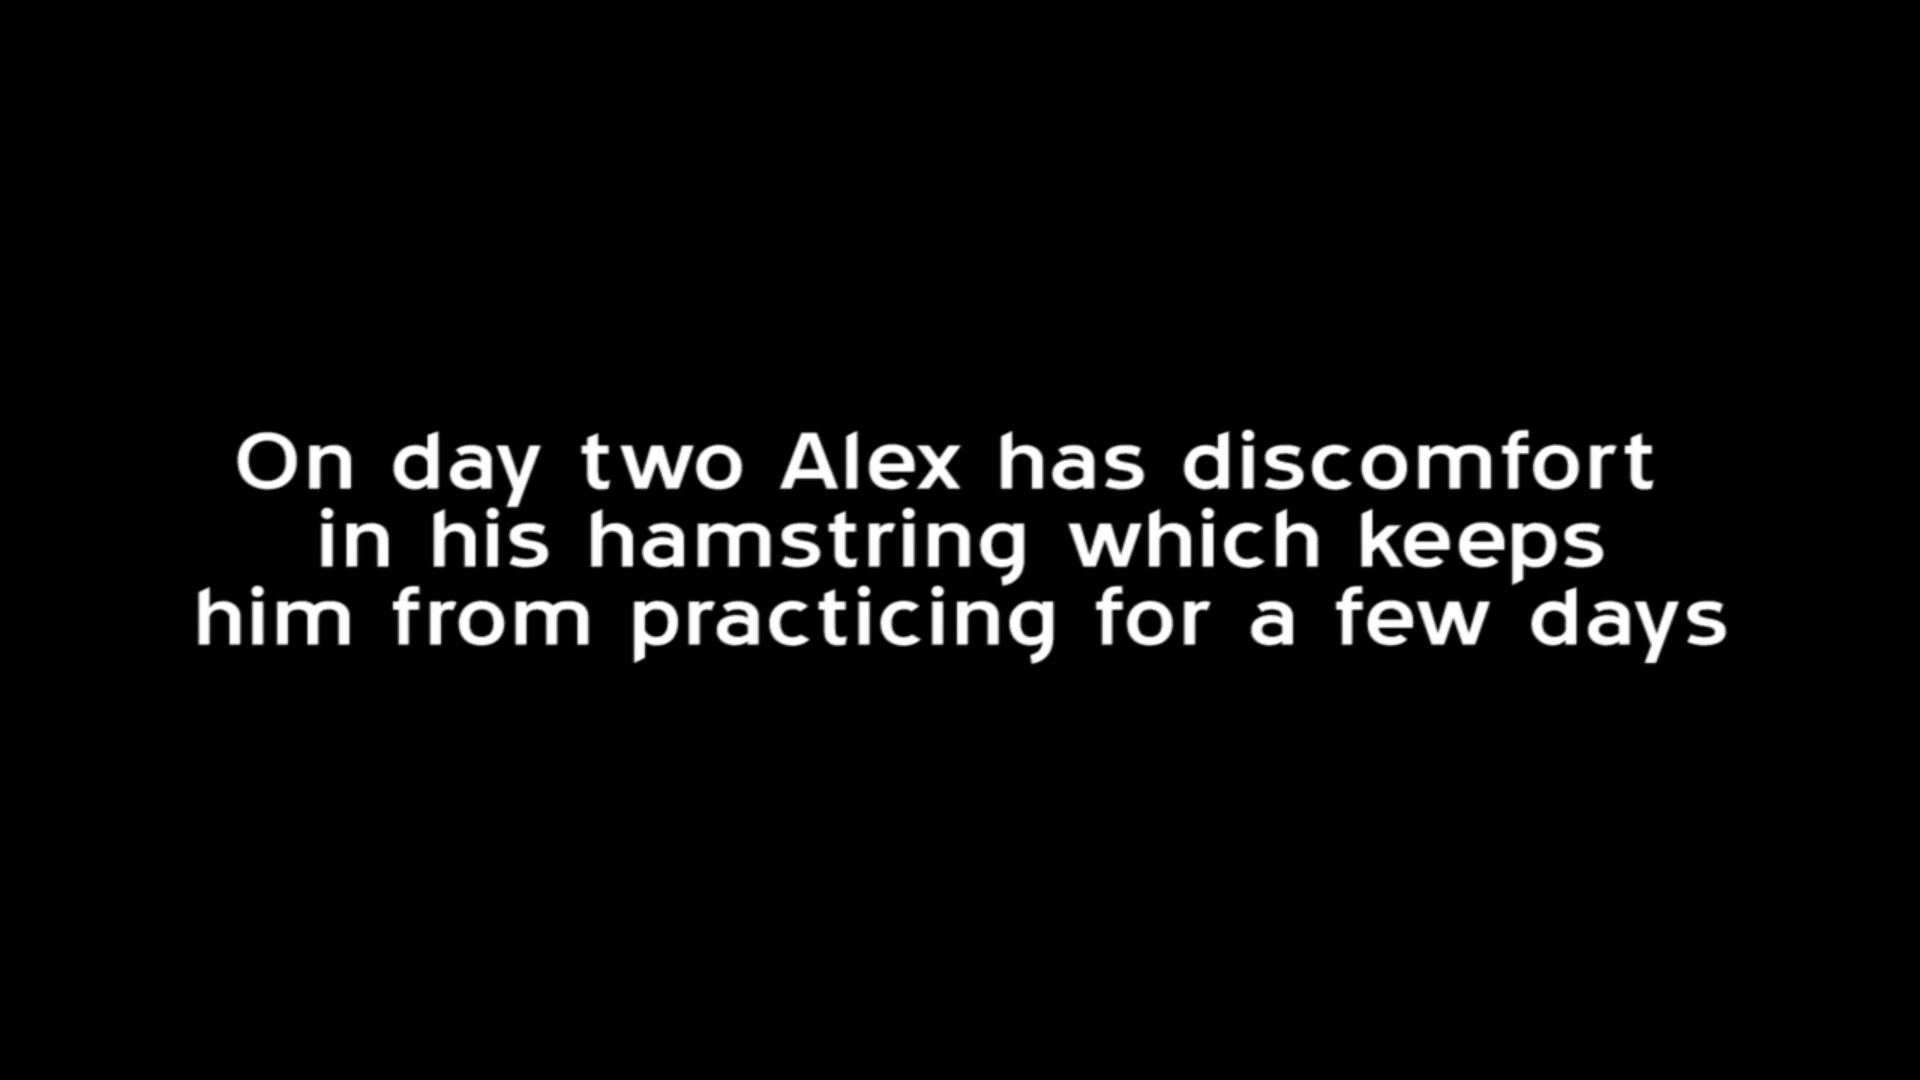 On day two Alex has discomfort
in his hamstring which keeps
him from practicing for a few days